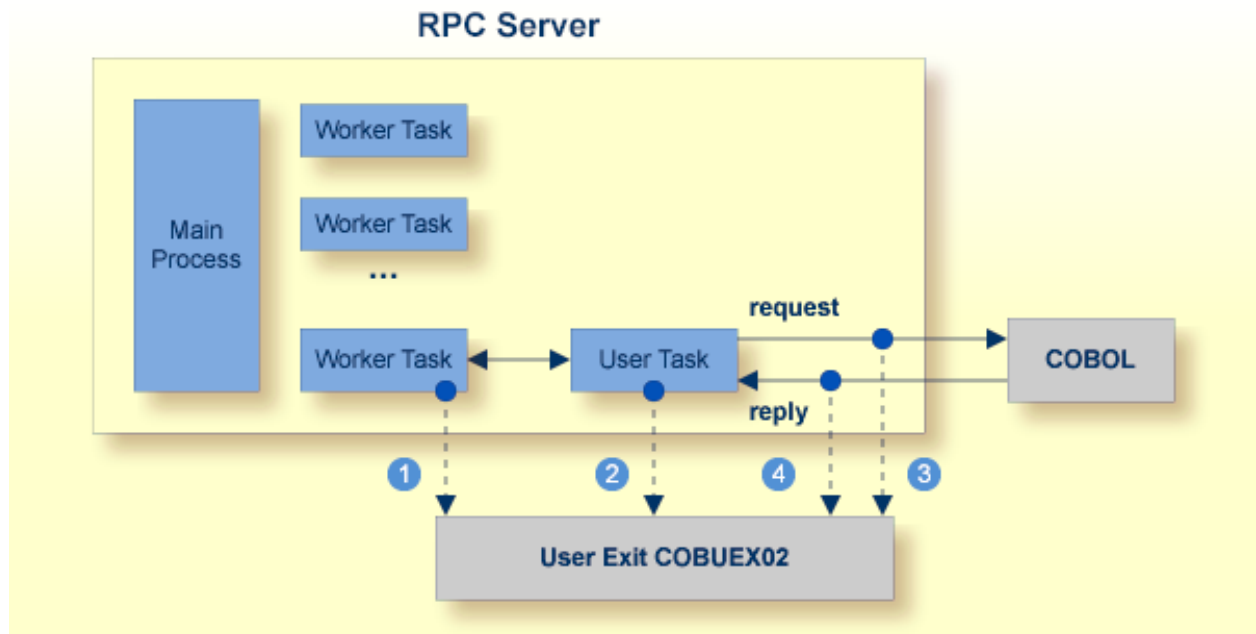 RPC Server
Main
Process
Worker Task
Worker Task
...
Worker Task
User Task
request
reply
COBOL
1
2
4
3
User Exit COBUEX02